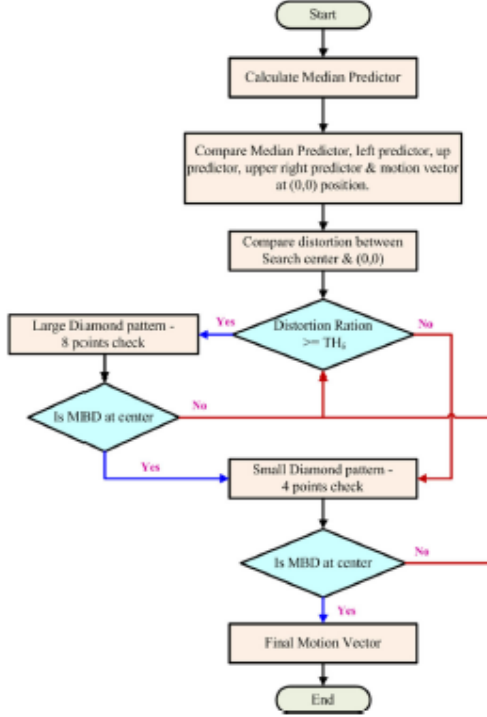 Start
Calculate Median Predictor
Compare Median Predictor, left predictor, up
predictor, upper right predictor & motion vector
at (0,0) position.
Compare distortion between
Search center & (0,0)
Distortion Ration
>= THs
Yes
No
Large Diamond pattern -
8 points check
Is MBD at center
No
Yes
Small Diamond pattern -
4 points check
Is MBD at center
No
Yes
Final Motion Vector
End